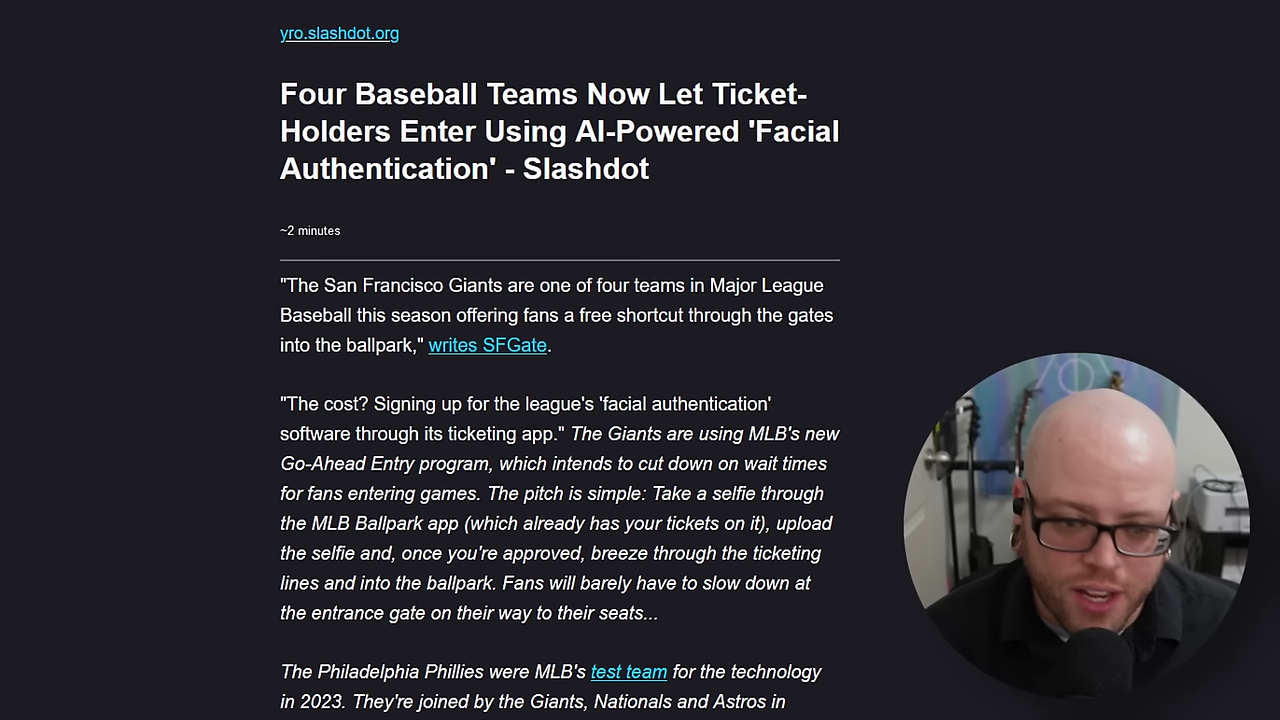 yro.slashdot.org
Four Baseball Teams Now Let Ticket-
Holders Enter Using AI-Powered 'Facial
Authentication' - Slashdot
~2 minutes
"The San Francisco Giants are one of four teams in Major League
Baseball this season offering fans a free shortcut through the gates
into the ballpark," writes SFGate.
"The cost? Signing up for the league's 'facial authentication'
software through its ticketing app." The Giants are using MLB's new
Go-Ahead Entry program, which intends to cut down on wait times
for fans entering games. The pitch is simple: Take a selfie through
the MLB Ballpark app (which already has your tickets on it), upload
the selfie and, once you're approved, breeze through the ticketing
lines and into the ballpark. Fans will barely have to slow down at
the entrance gate on their way to their seats...
The Philadelphia Phillies were MLB's test team for the technology
in 2023. They're joined by the Giants, Nationals and Astros in